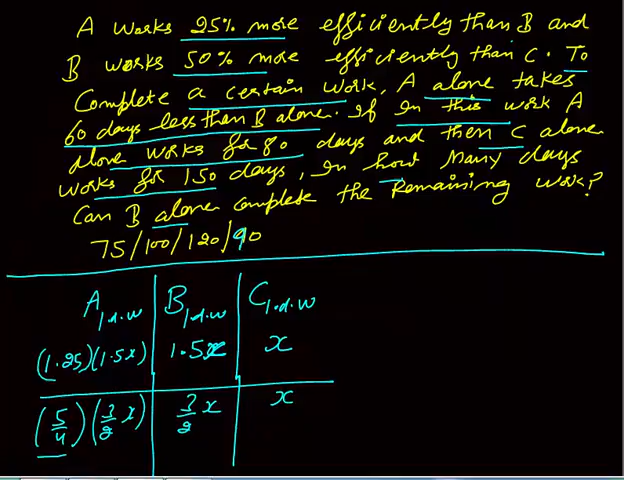 A works 25% more efficiently than B and
B works 50% more efficiently than C. To
Complete a certain work, A alone takes
60 days less than B alone. If In this work A
alone works for 80 days and then C alone
works for 150 days, In how Many days
Can B alone complete the Remaining work?
75/100/120/90
A1.d.w B1.d.w C1.d.w
(1.25)(1.5x) 1.5x x
(5/4)(3/2 x) 3/2 x x